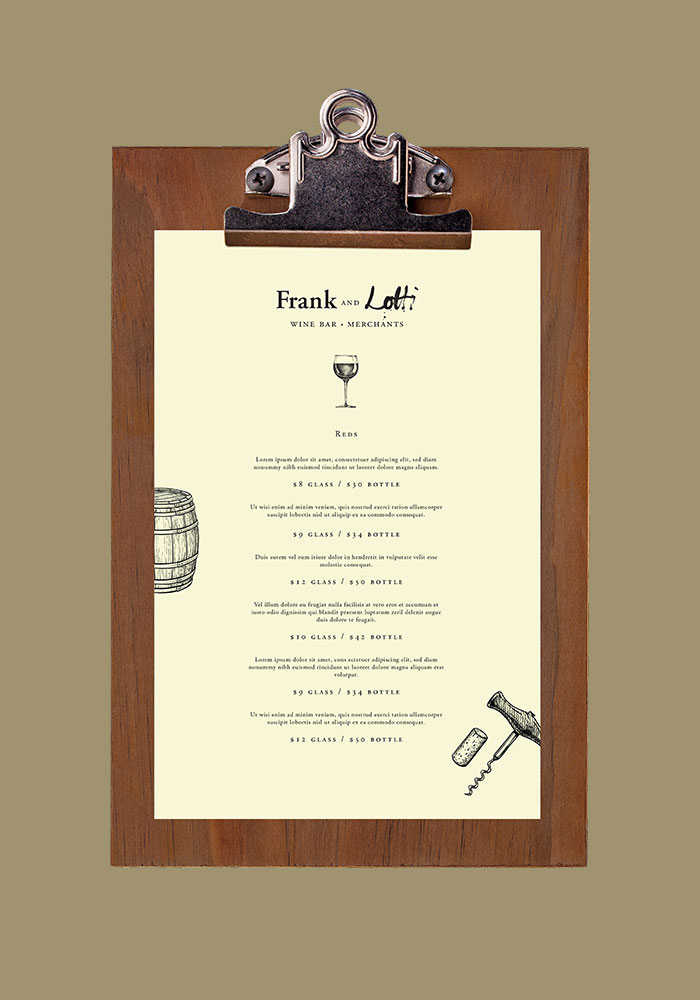 Frank AND Lotti
WINE BAR • MERCHANTS
Reds
Lorem ipsum dolor sit amet, consectetuer adipiscing elit, sed diam
nonummy nibh euismod tincidunt ut laoreet dolore magna aliquam.
$8 GLASS / $30 BOTTLE
Ut wisi enim ad minim veniam, quis nostrud exerci tation ullamcorper
suscipit lobortis nisl ut aliquip ex ea commodo consequat.
$9 GLASS / $34 BOTTLE
Duis autem vel eum iriure dolor in hendrerit in vulputate velit esse
molestie consequat.
$12 GLASS / $50 BOTTLE
Vel illum dolore eu feugiat nulla facilisis at vero eros et accumsan et
iusto odio dignissim qui blandit praesent luptatum zzril delenit augue
duis dolore te feugait.
$10 GLASS / $42 BOTTLE
Lorem ipsum dolor sit amet, cons ectetuer adipiscing elit, sed diam
nonummy nibh euismod tincidunt ut laoreet dolore magna aliquam erat
volutpat.
$9 GLASS / $34 BOTTLE
Ut wisi enim ad minim veniam, quis nostrud exerci tation ullamcorper
suscipit lobortis nisl ut aliquip ex ea commodo consequat.
$12 GLASS / $50 BOTTLE